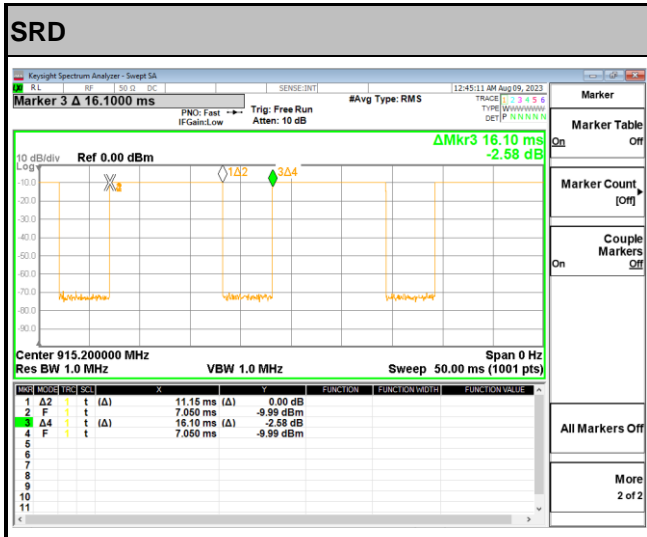 SRD
Keysight Spectrum Analyzer - Swept SA
RL RF 50 Ω DC SENSE:INT 12:45:11 AM Aug 09, 2023
Marker 3 Δ 16.1000 ms
PNO: Fast
IFGain:Low
Trig: Free Run
Atten: 10 dB
#Avg Type: RMS
TRACE 1 2 3 4 5 6
TYPE WWWWWW
DET P N N N N N
ΔMkr3 16.10 ms
-2.58 dB
10 dB/div Ref 0.00 dBm
Log
1Δ2 3Δ4
-10.0
-20.0
-30.0
-40.0
-50.0
-60.0
-70.0
-80.0
-90.0
Center 915.200000 MHz Span 0 Hz
Res BW 1.0 MHz VBW 1.0 MHz Sweep 50.00 ms (1001 pts)
MKR MODE TRC SCL X Y FUNCTION FUNCTION WIDTH FUNCTION VALUE
1 Δ2 1 t (Δ) 11.15 ms (Δ) 0.00 dB
2 F 1 t 7.050 ms -9.99 dBm
3 Δ4 1 t (Δ) 16.10 ms (Δ) -2.58 dB
4 F 1 t 7.050 ms -9.99 dBm
5
6
7
8
9
10
11
Marker
Marker Table
On Off
Marker Count
[Off]
Couple
Markers
On Off
All Markers Off
More
2 of 2